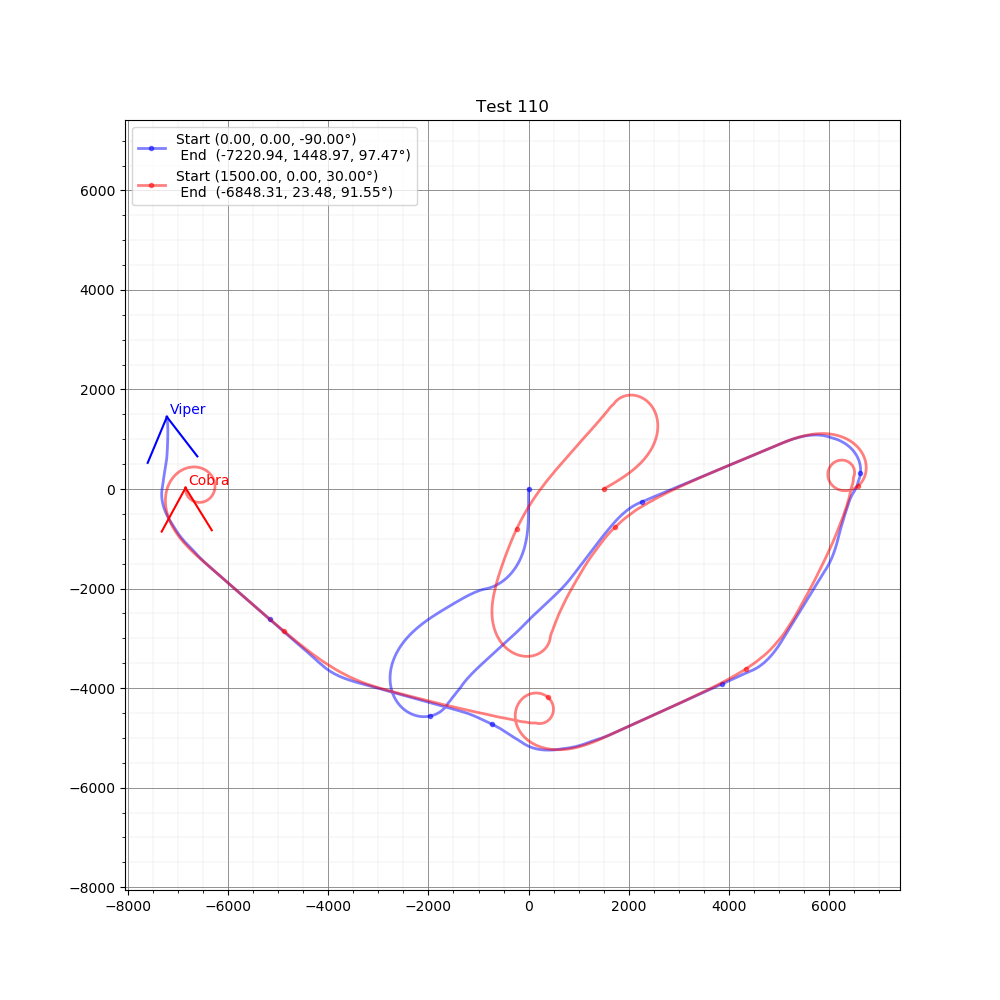 Test 110
Start (0.00, 0.00, -90.00°)
End  (-7220.94, 1448.97, 97.47°)
Start (1500.00, 0.00, 30.00°)
End  (-6848.31, 23.48, 91.55°)
6000
4000
2000
0
−2000
−4000
−6000
−8000
Viper
Cobra
−8000 −6000 −4000 −2000 0 2000 4000 6000